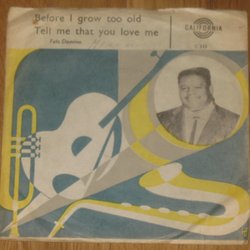 Before I grow too old
Tell me that you love me
Fats Domino
CALIFORNIA